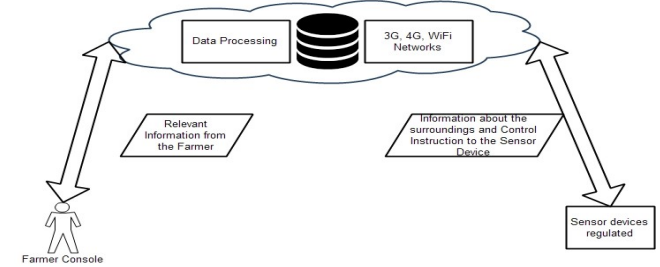 Data Processing
3G, 4G, WiFi
Networks
Relevant
Information from
the Farmer
Information about the
surroundings and Control
Instruction to the Sensor
Device
Sensor devices
regulated
Farmer Console